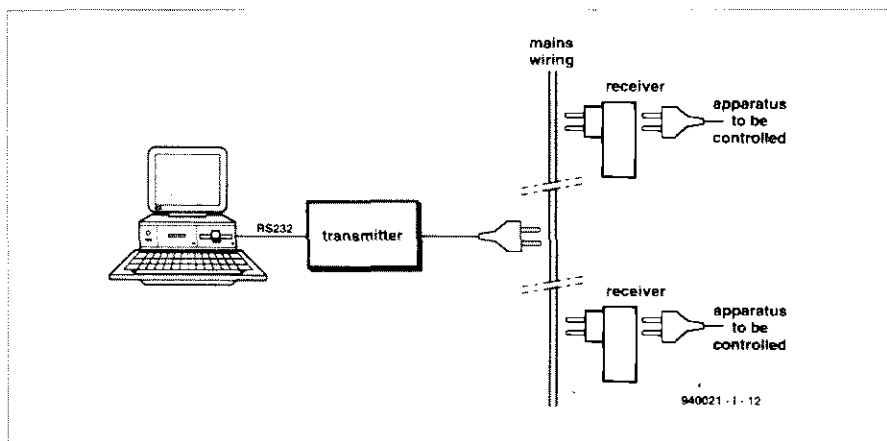 mains
wiring
receiver
apparatus
to be
controlled
RS232
transmitter
receiver
apparatus
to be
controlled
940021 - I - 12